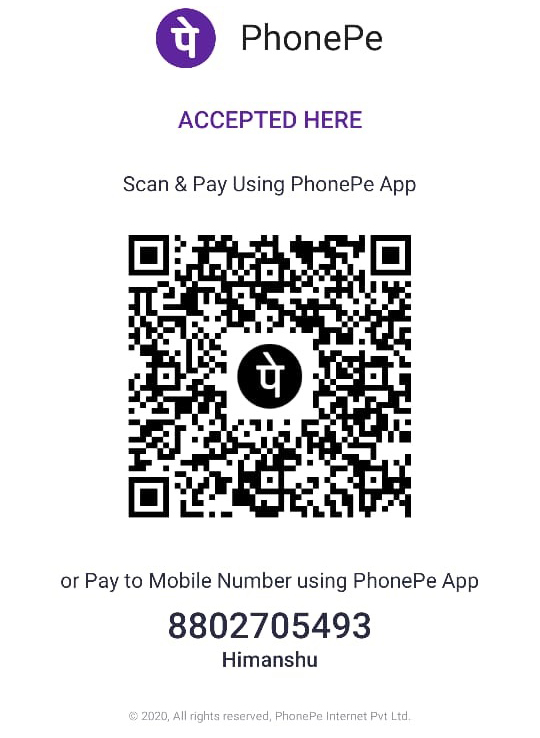 पे PhonePe
ACCEPTED HERE
Scan & Pay Using PhonePe App
पे
or Pay to Mobile Number using PhonePe App
8802705493
Himanshu
© 2020, All rights reserved, PhonePe Internet Pvt Ltd.